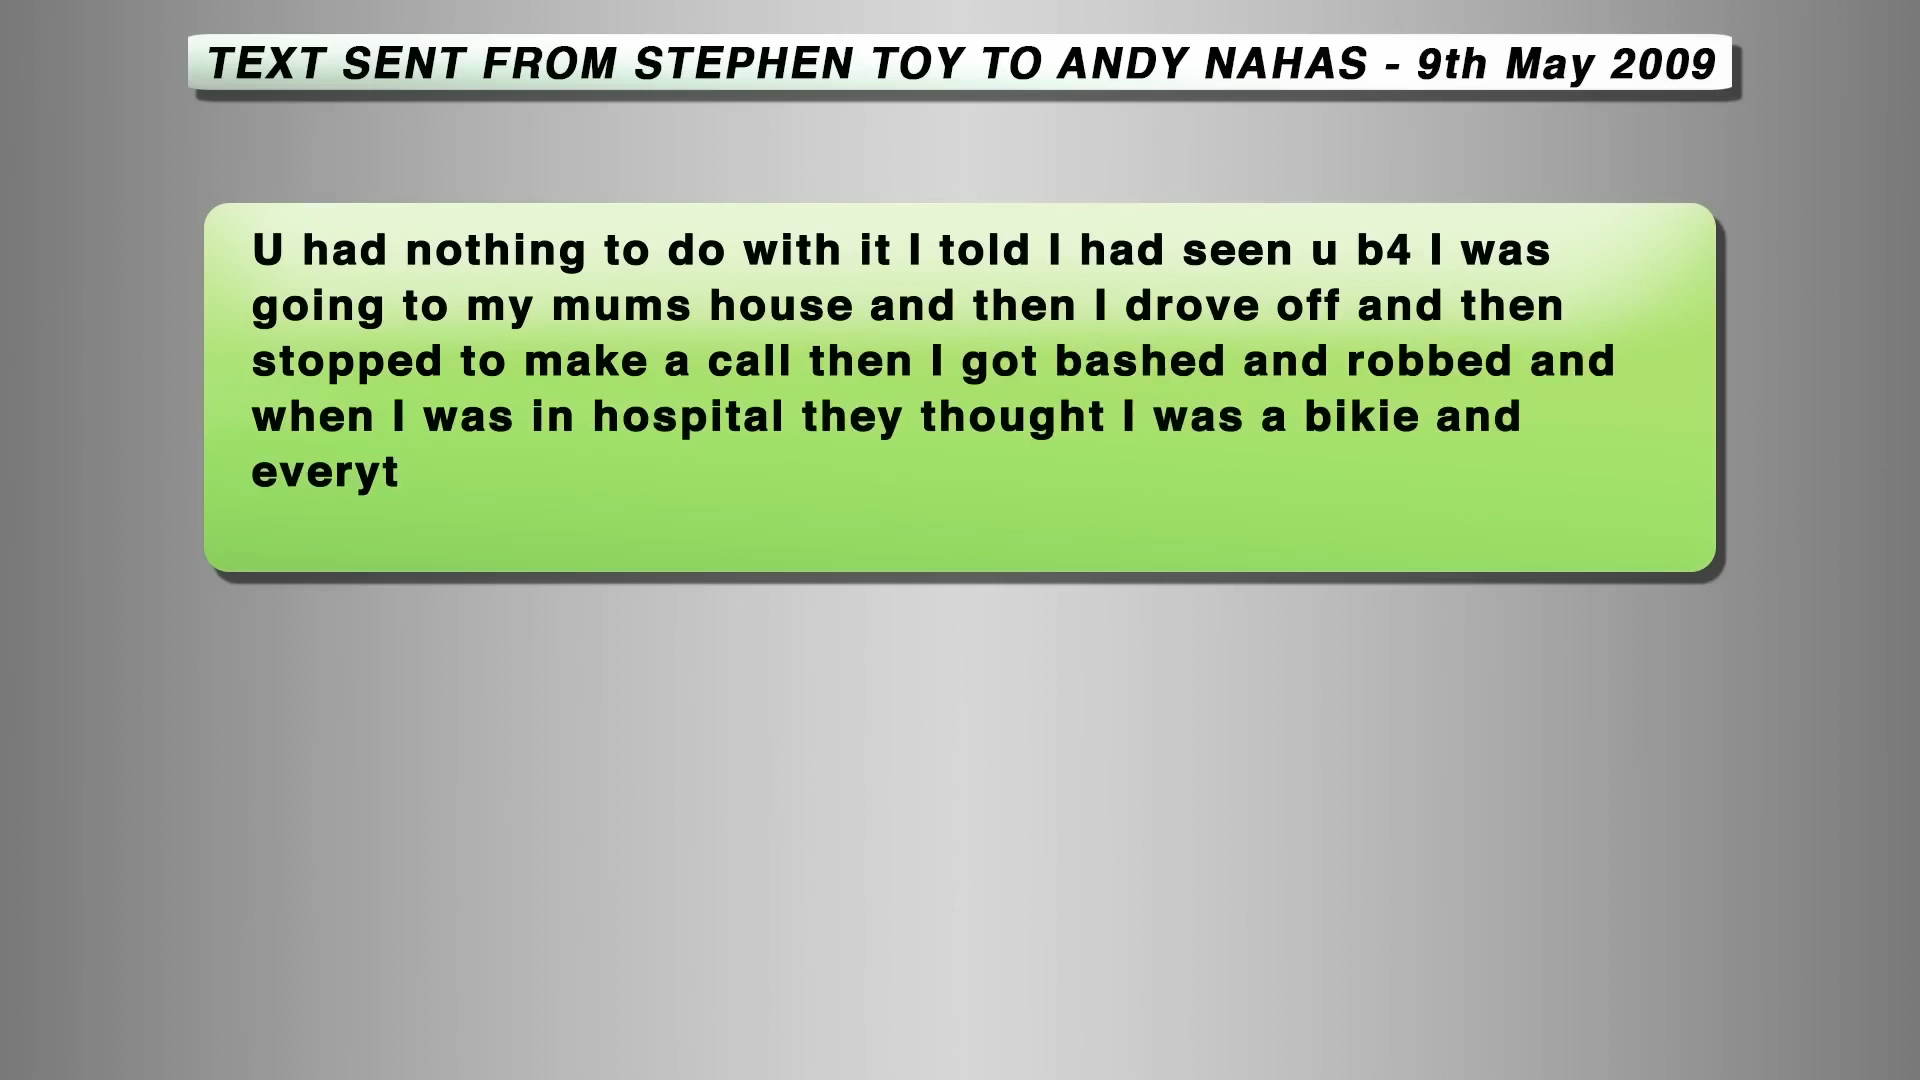 TEXT SENT FROM STEPHEN TOY TO ANDY NAHAS - 9th May 2009
U had nothing to do with it I told I had seen u b4 I was
going to my mums house and then I drove off and then
stopped to make a call then I got bashed and robbed and
when I was in hospital they thought I was a bikie and
everyt